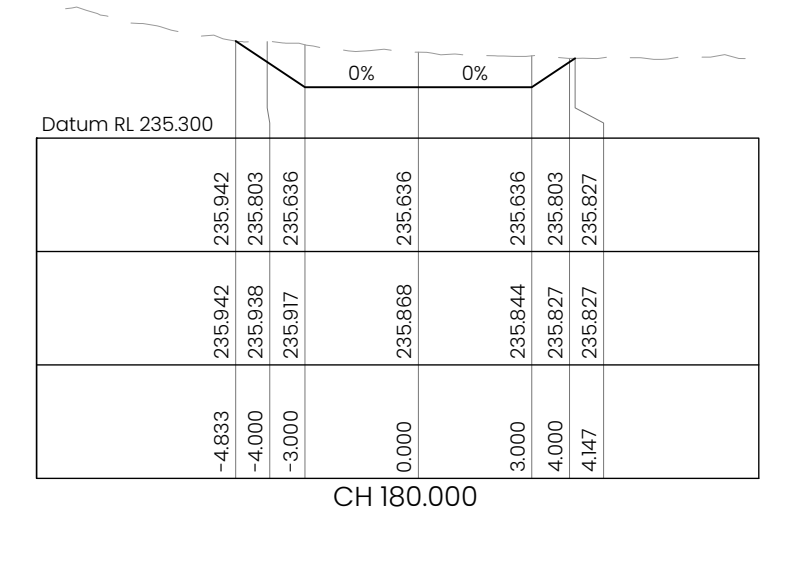 0% 0%
Datum RL 235.300
235.942 235.803 235.636 235.636 235.636 235.803 235.827
235.942 235.938 235.917 235.868 235.844 235.827 235.827
-4.833 -4.000 -3.000 0.000 3.000 4.000 4.147
CH 180.000